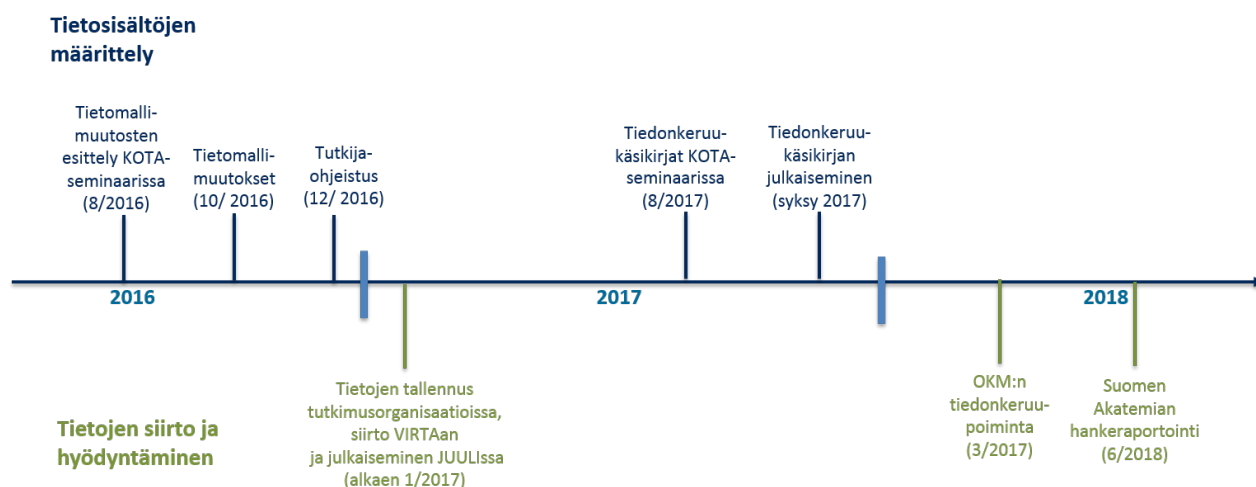 Tietosisältöjen
määrittely
Tietomalli-
muutosten
esittely KOTA-
seminaarissa
(8/2016)
Tietomalli-
muutokset
(10/ 2016)
Tutkija-
ohjeistus
(12/ 2016)
Tiedonkeruu-
käsikirjat KOTA-
seminaarissa
(8/2017)
Tiedonkeruu-
käsikirjan
julkaiseminen
(syksy 2017)
2016
2017
2018
Tietojen siirto ja
hyödyntäminen
Tietojen tallennus
tutkimusorganisaatioissa,
siirto VIRTAan
ja julkaiseminen JUULIssa
(alkaen 1/2017)
OKM:n
tiedonkeruu-
poiminta
(3/2017)
Suomen
Akatemian
hankeraportointi
(6/2018)